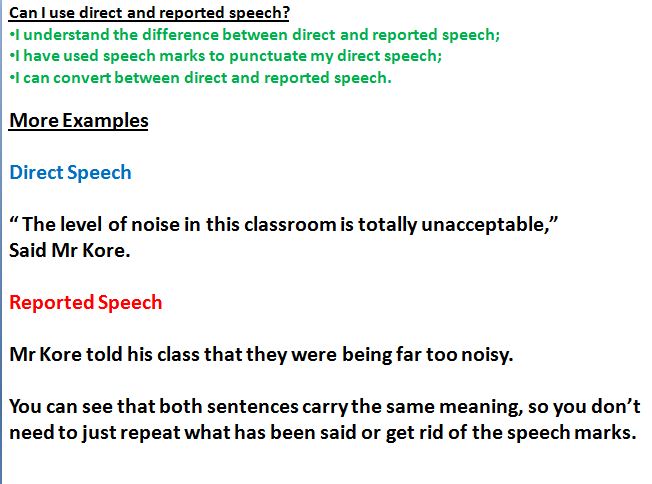 Can I use direct and reported speech?
•I understand the difference between direct and reported speech;
•I have used speech marks to punctuate my direct speech;
•I can convert between direct and reported speech.
More Examples
Direct Speech
“ The level of noise in this classroom is totally unacceptable,”
Said Mr Kore.
Reported Speech
Mr Kore told his class that they were being far too noisy.
You can see that both sentences carry the same meaning, so you don’t
need to just repeat what has been said or get rid of the speech marks.